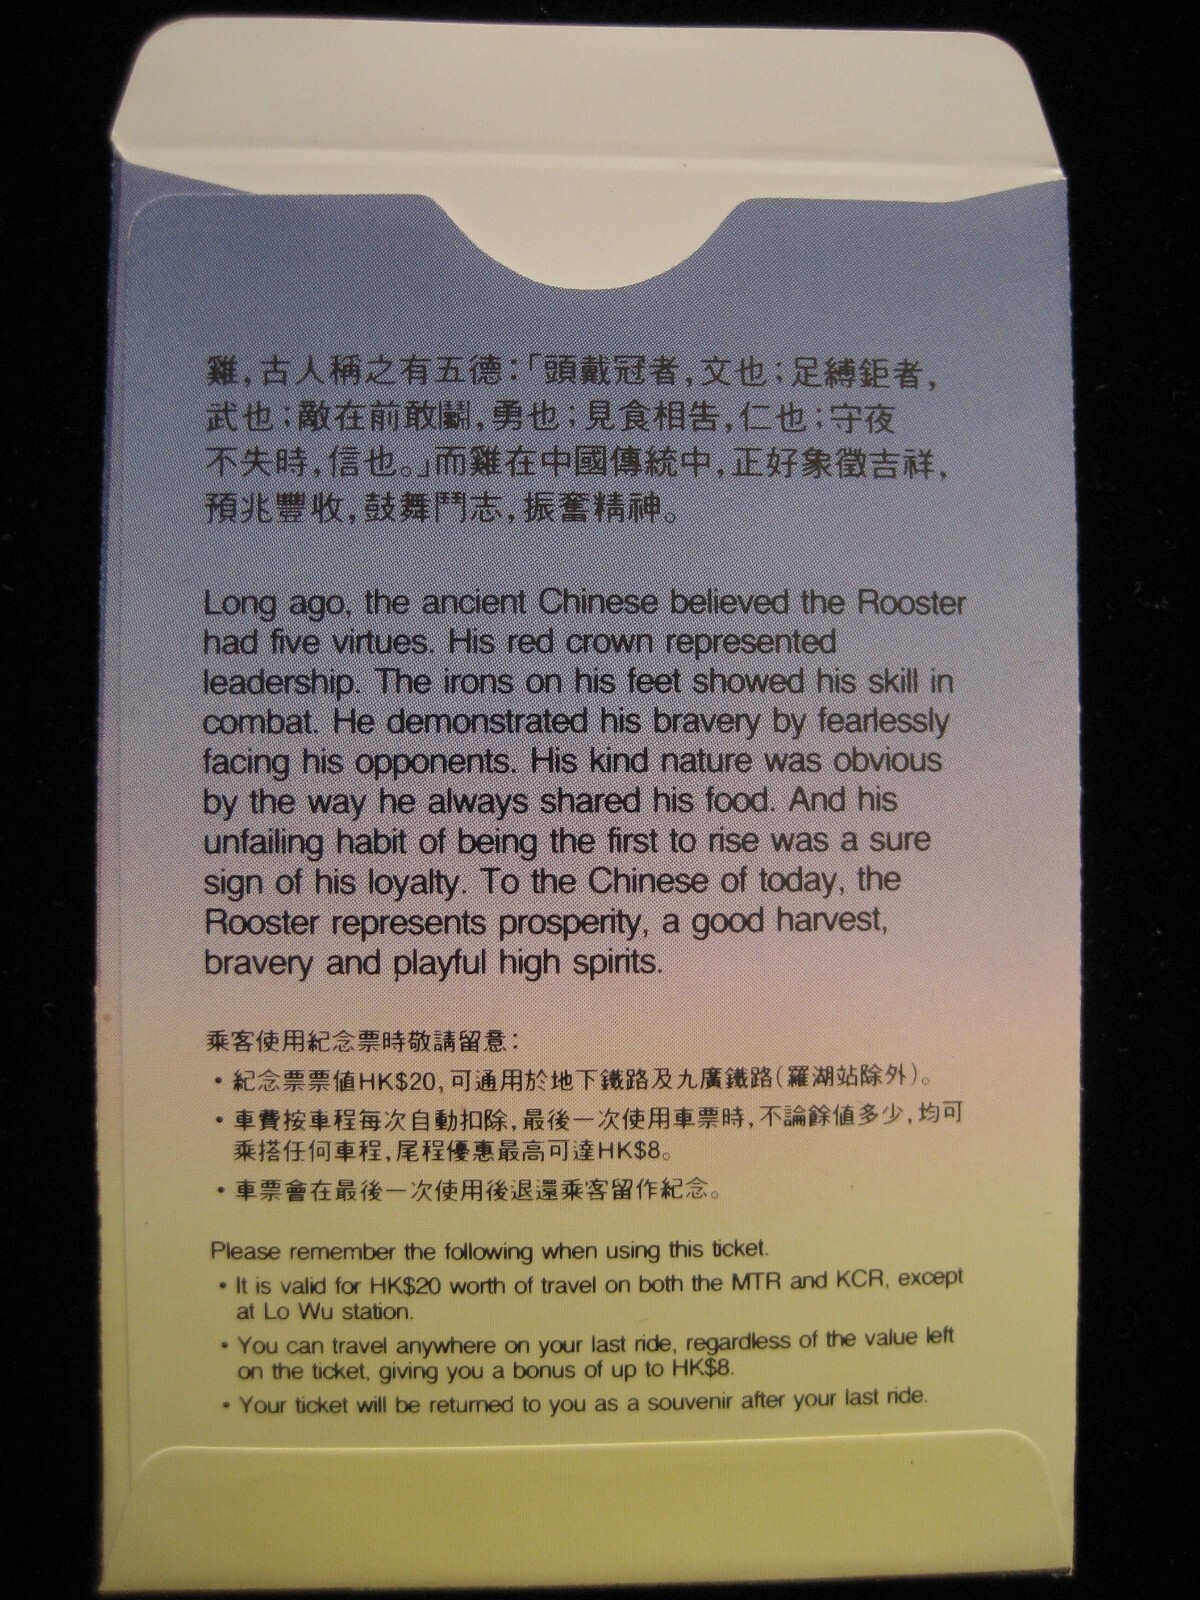 雞,古人稱之有五德:「頭戴冠者,文也;足縛鉅者,
武也;敵在前敢鬭,勇也;見食相告,仁也;守夜
不失時,信也。」而雞在中國傳統中,正好象徵吉祥,
預兆豐收,鼓舞鬥志,振奮精神。
Long ago, the ancient Chinese believed the Rooster
had five virtues. His red crown represented
leadership. The irons on his feet showed his skill in
combat. He demonstrated his bravery by fearlessly
facing his opponents. His kind nature was obvious
by the way he always shared his food. And his
unfailing habit of being the first to rise was a sure
sign of his loyalty. To the Chinese of today, the
Rooster represents prosperity, a good harvest,
bravery and playful high spirits.
乘客使用紀念票時敬請留意:
• 紀念票票值HK$20,可通用於地下鐵路及九廣鐵路(羅湖站除外)。
• 車費按車程每次自動扣除,最後一次使用車票時,不論餘值多少,均可
乘搭任何車程,尾程優惠最高可達HK$8。
• 車票會在最後一次使用後退還乘客留作紀念。
Please remember the following when using this ticket.
• It is valid for HK$20 worth of travel on both the MTR and KCR, except
at Lo Wu station.
• You can travel anywhere on your last ride, regardless of the value left
on the ticket, giving you a bonus of up to HK$8.
• Your ticket will be returned to you as a souvenir after your last ride.